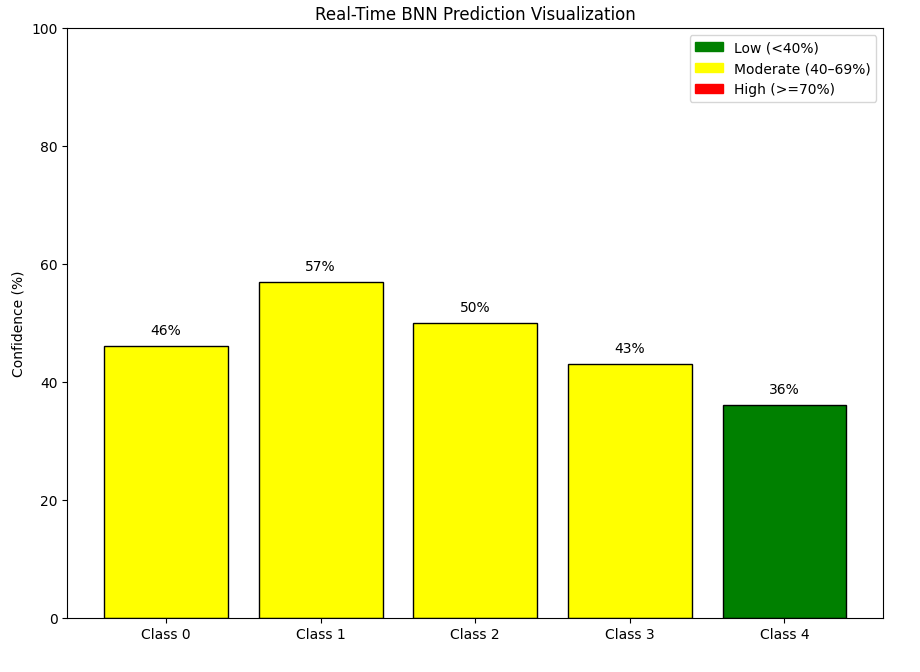 Real-Time BNN Prediction Visualization
Low (<40%)
Moderate (40–69%)
High (>=70%)
Confidence (%)
100
80
60
40
20
0
46%
57%
50%
43%
36%
Class 0
Class 1
Class 2
Class 3
Class 4